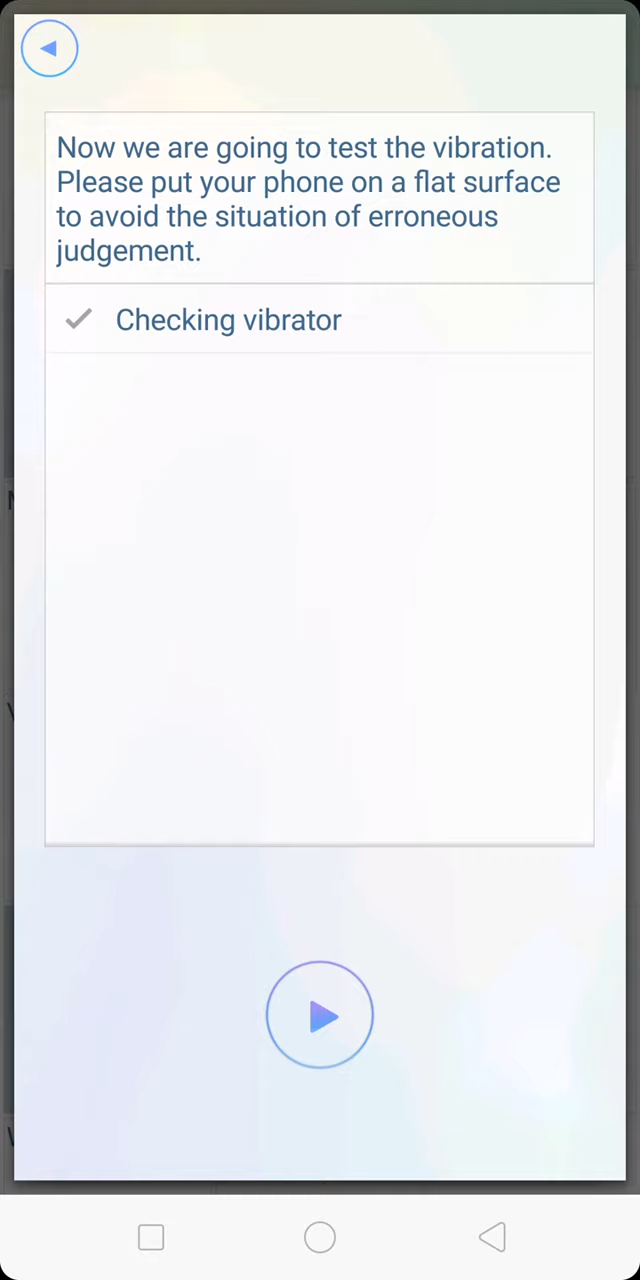 Now we are going to test the vibration.
Please put your phone on a flat surface
to avoid the situation of erroneous
judgement.
Checking vibrator